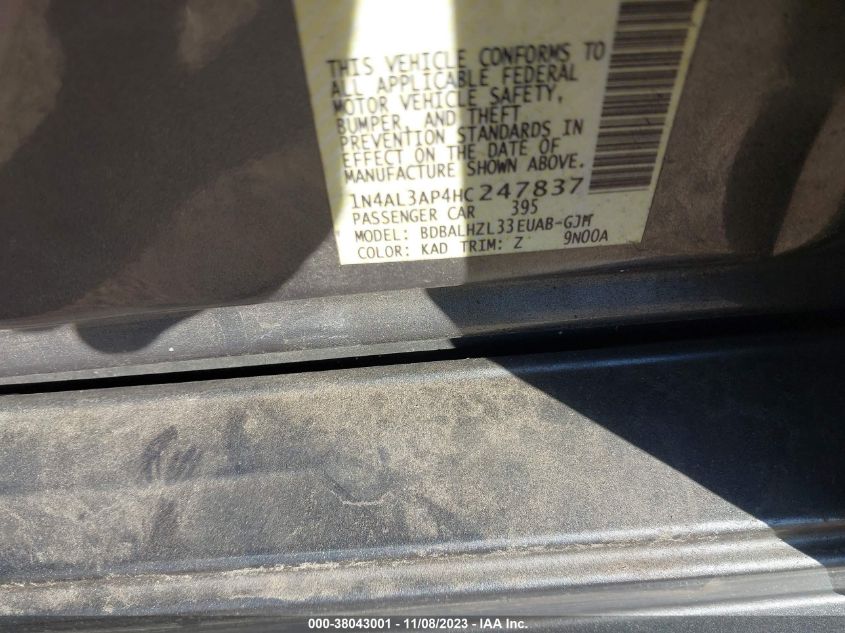 THIS VEHICLE CONFORMS TO
ALL APPLICABLE FEDERAL
MOTOR VEHICLE SAFETY,
BUMPER, AND THEFT
PREVENTION STANDARDS IN
EFFECT ON THE DATE OF
MANUFACTURE SHOWN ABOVE.
1N4AL3AP4HC247837
PASSENGER CAR 395
MODEL: BDBALHZL33EUAB-GJM
COLOR: KAD TRIM: Z 9N00A
000-38043001 - 11/08/2023 - IAA Inc.